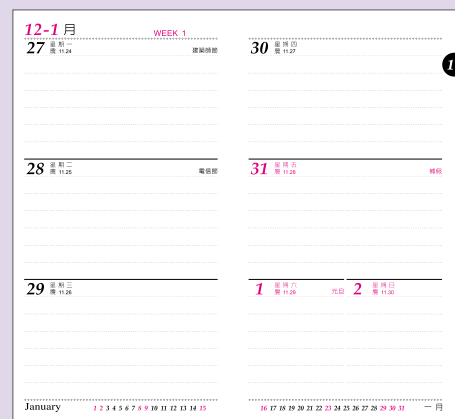 12-1月 WEEK 1
27 星期一
農 11.24 建築師節
28 星期二
農 11.25 電信節
29 星期三
農 11.26
30 星期四
農 11.27
31 星期五
農 11.28 補假
1 星期六
農 11.29 元旦
2 星期日
農 11.30
1
January 1 2 3 4 5 6 7 8 9 10 11 12 13 14 15
16 17 18 19 20 21 22 23 24 25 26 27 28 29 30 31 一月